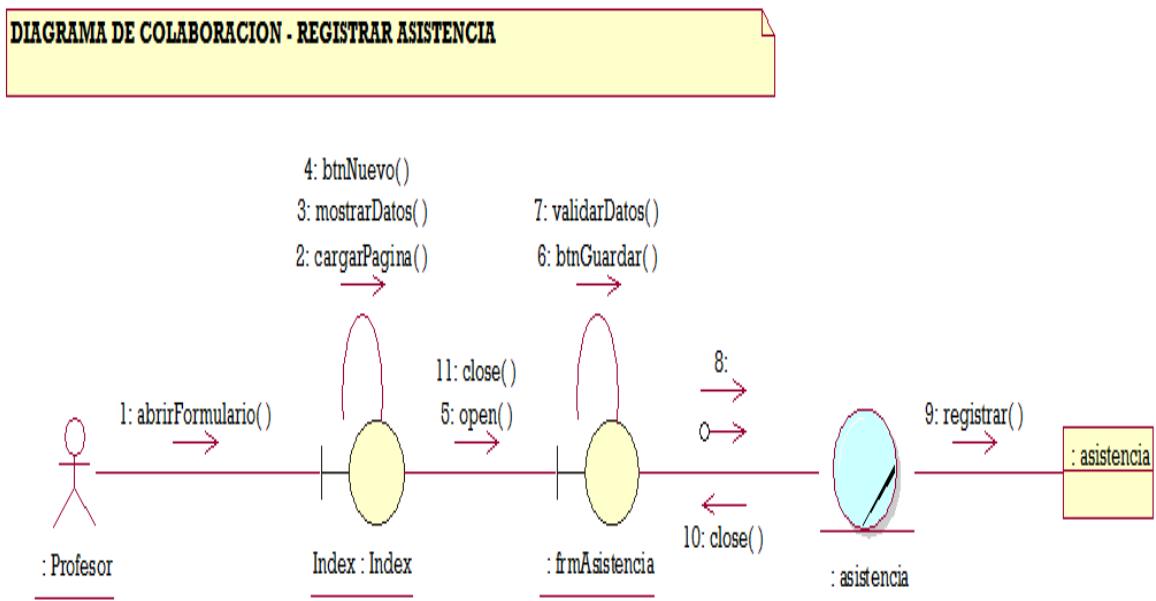 DIAGRAMA DE COLABORACION - REGISTRAR ASISTENCIA
4: btnNuevo( )
3: mostrarDatos( )
2: cargarPagina( )
7: validarDatos( )
6: btnGuardar( )
1: abrirFormulario( )
11: close( )
5: open( )
8:
9: registrar( )
: asistencia
10: close( )
: Profesor
Index : Index
: frmAsistencia
: asistencia